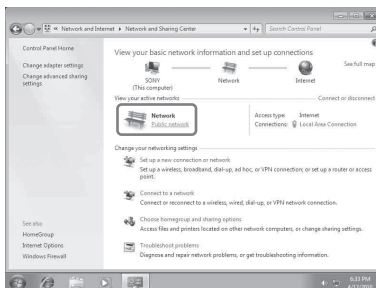 Network and Internet ▸ Network and Sharing Center
Search Control Panel
Control Panel Home
Change adapter settings
Change advanced sharing
settings
View your basic network information and set up connections
See full map
SONY
(This computer)
Network
Internet
View your active networks
Connect or disconnect
Network
Public network
Access type: Internet
Connections: Local Area Connection
Change your networking settings
Set up a new connection or network
Set up a wireless, broadband, dial-up, ad hoc, or VPN connection; or set up a router or access
point.
Connect to a network
Connect or reconnect to a wireless, wired, dial-up, or VPN network connection.
Choose homegroup and sharing options
Access files and printers located on other network computers, or change sharing settings.
Troubleshoot problems
Diagnose and repair network problems, or get troubleshooting information.
See also
HomeGroup
Internet Options
Windows Firewall
6:33 PM